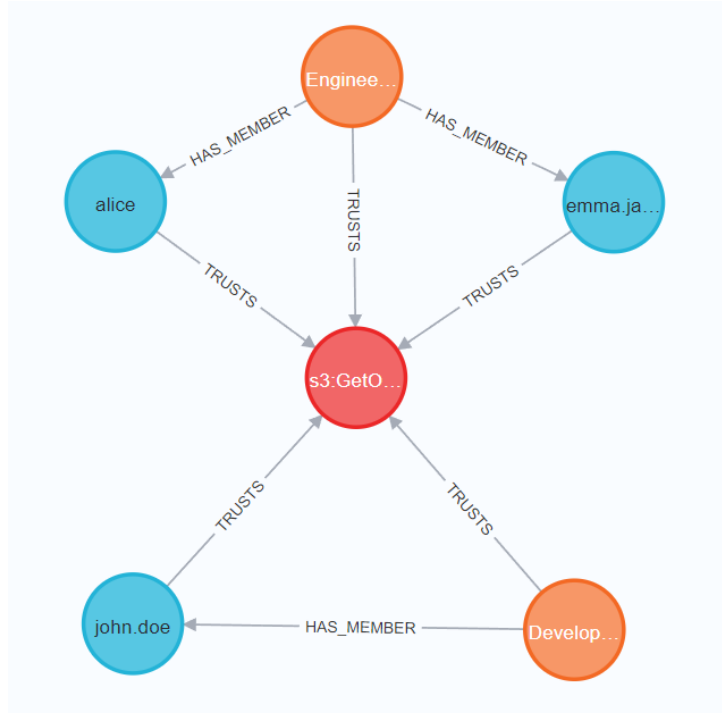 Enginee...
HAS_MEMBER
HAS_MEMBER
alice
TRUSTS
emma.ja...
TRUSTS
TRUSTS
s3:GetO...
TRUSTS
TRUSTS
john.doe
HAS_MEMBER
Develop...